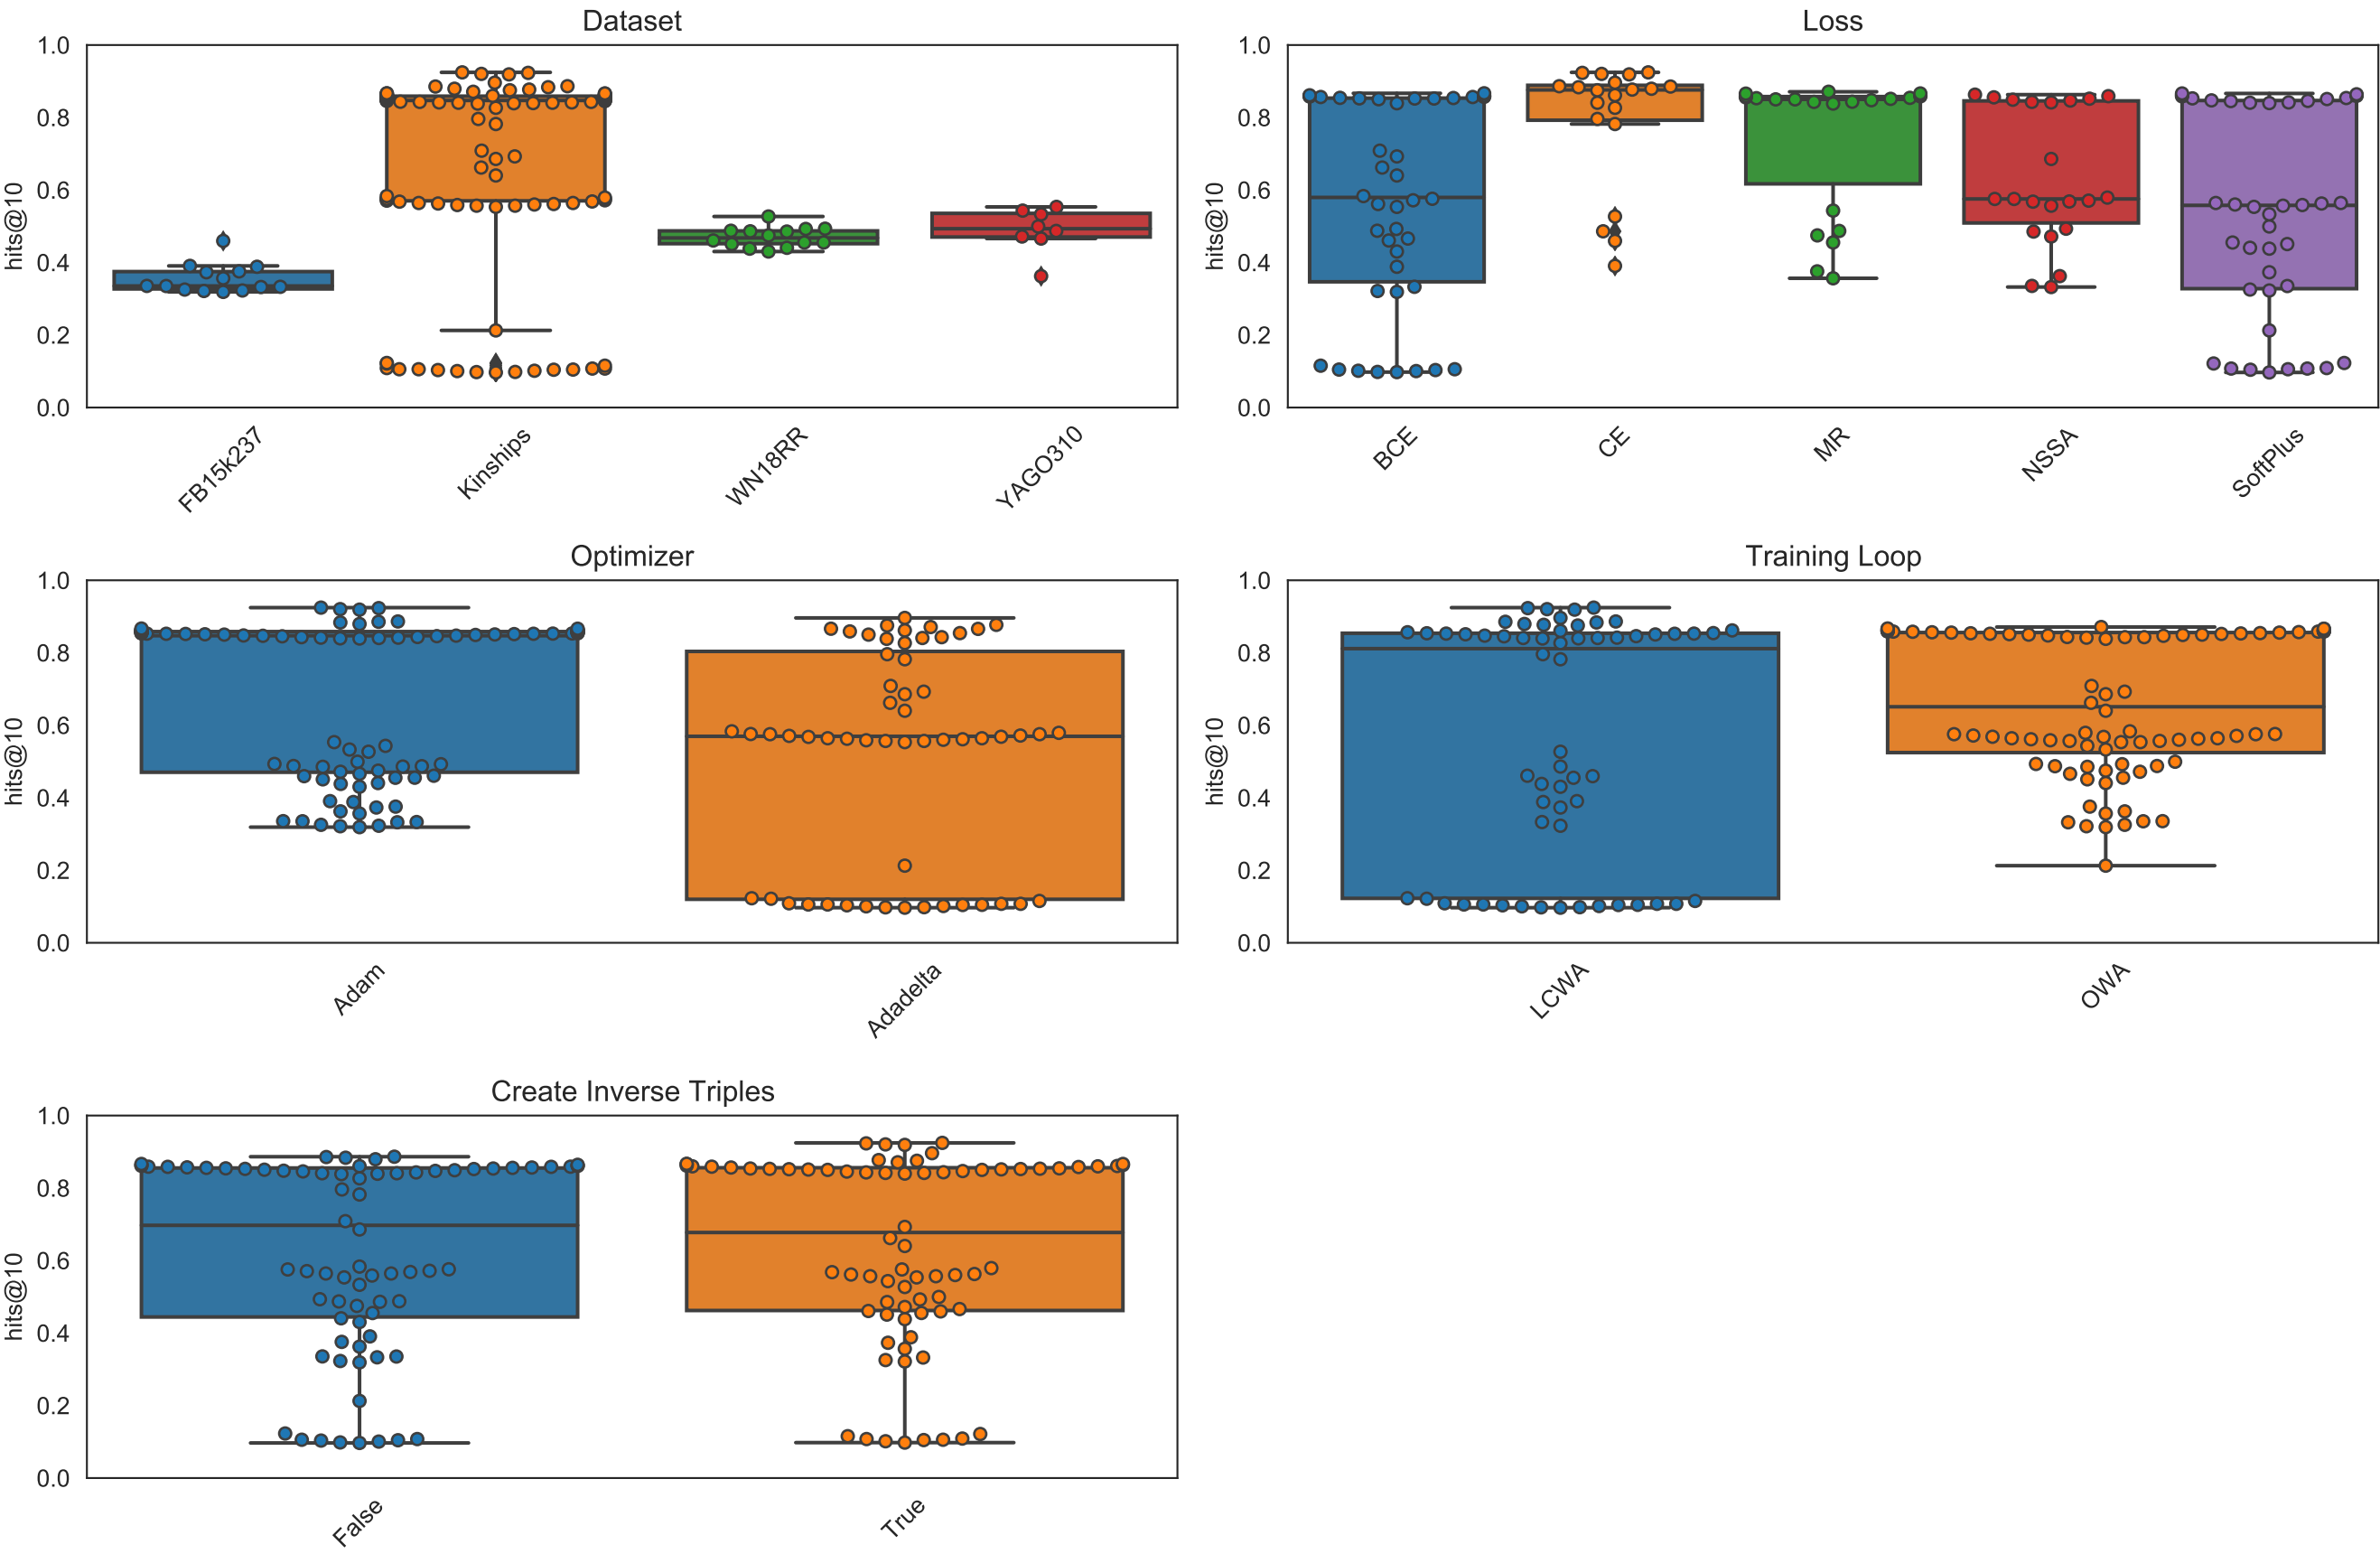 Dataset
hits@10
1.0
0.8
0.6
0.4
0.2
0.0
FB15k237
Kinships
WN18RR
YAGO310
Loss
hits@10
1.0
0.8
0.6
0.4
0.2
0.0
BCE
CE
MR
NSSA
SoftPlus
Optimizer
hits@10
1.0
0.8
0.6
0.4
0.2
0.0
Adam
Adadelta
Training Loop
hits@10
1.0
0.8
0.6
0.4
0.2
0.0
LCWA
OWA
Create Inverse Triples
hits@10
1.0
0.8
0.6
0.4
0.2
0.0
False
True